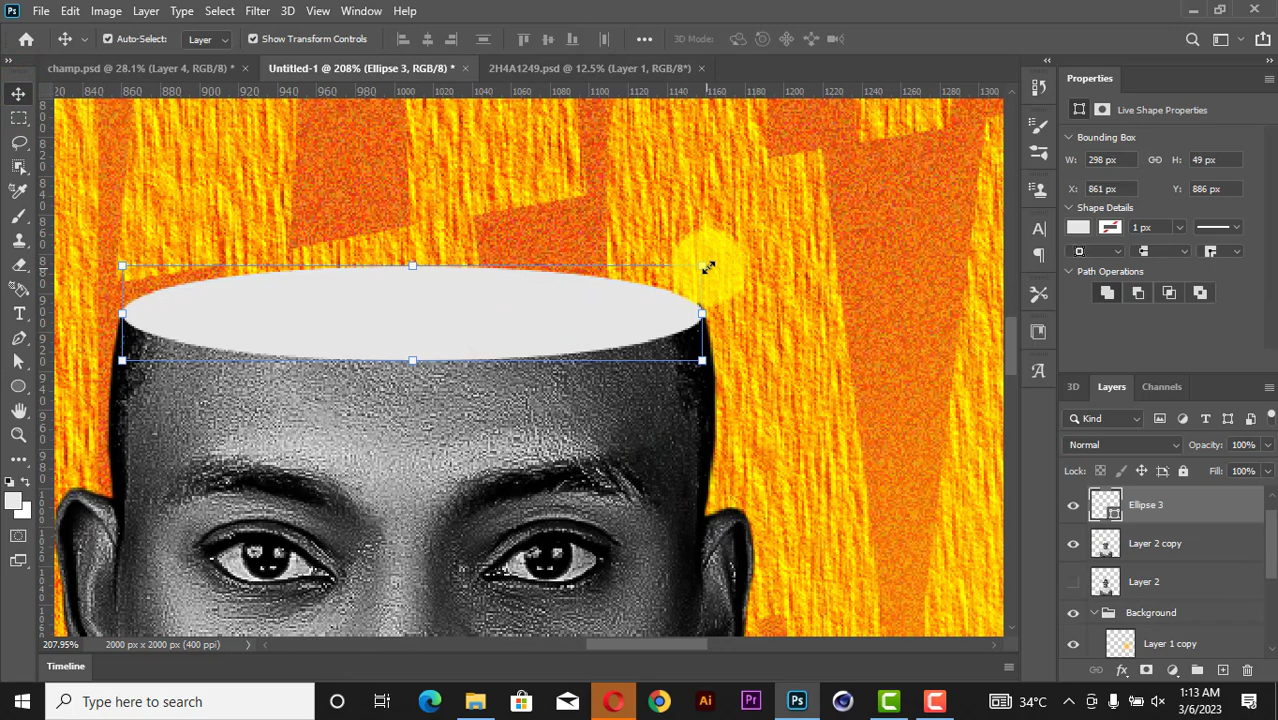 Ps File Edit Image Layer Type Select Filter 3D View Window Help
Auto-Select: Layer Show Transform Controls 3D Mode:
champ.psd @ 28.1% (Layer 4, RGB/8) * × Untitled-1 @ 208% (Ellipse 3, RGB/8) * × 2H4A1249.psd @ 12.5% (Layer 1, RGB/8*) ×
20 840 860 880 900 920 940 960 980 1000 1020 1040 1060 1080 1100 1120 1140 1160 1180 1200 1220 1240 1260 1280 1300
Properties
Live Shape Properties
Bounding Box
W: 298 px H: 49 px
X: 861 px Y: 886 px
Shape Details
1 px
Path Operations
3D Layers Channels
Kind
Normal Opacity: 100%
Lock: Fill: 100%
Ellipse 3
Layer 2 copy
Layer 2
Background
Layer 1 copy
207.95% 2000 px x 2000 px (400 ppi)
Timeline
Type here to search
34°C
1:13 AM
3/6/2023